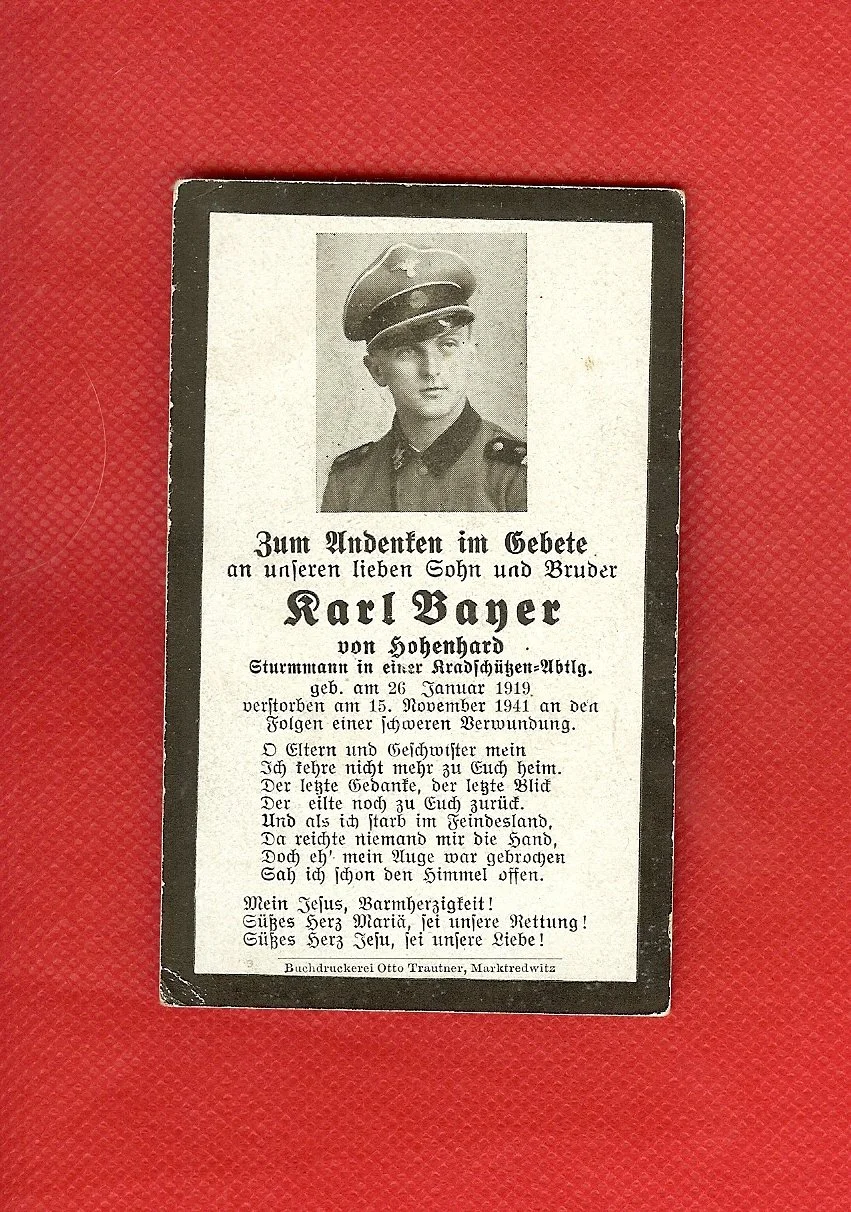 Zum Andenken im Gebete
an unseren lieben Sohn und Bruder
Karl Bayer
von Hohenhard
Sturmmann in einer Kradschützen-Abtlg.
geb. am 26 Januar 1919
verstorben am 15. November 1941 an den
Folgen einer schweren Verwundung.
O Eltern und Geschwister mein
Ich kehre nicht mehr zu Euch heim.
Der letzte Gedanke, der letzte Blick
Der eilte noch zu Euch zurück.
Und als ich starb im Feindesland,
Da reichte niemand mir die Hand,
Doch eh' mein Auge war gebrochen
Sah ich schon den Himmel offen.
Mein Jesus, Barmherzigkeit!
Süßes Herz Mariä, sei unsere Rettung!
Süßes Herz Jesu, sei unsere Liebe!
Buchdruckerei Otto Trautner, Marktredwitz